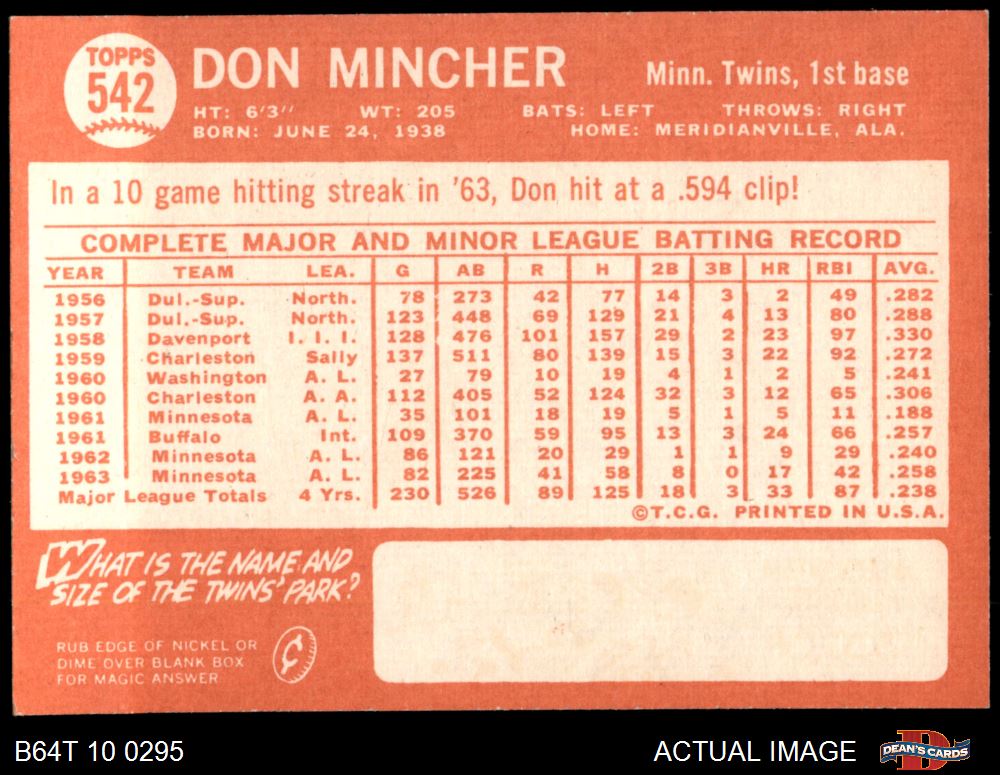 TOPPS
542
DON MINCHER
Minn. Twins, 1st base
HT: 6'3" WT: 205 BATS: LEFT THROWS: RIGHT
BORN: JUNE 24, 1938 HOME: MERIDIANVILLE, ALA.
In a 10 game hitting streak in '63, Don hit at a .594 clip!
COMPLETE MAJOR AND MINOR LEAGUE BATTING RECORD
YEAR TEAM LEA. G AB R H 2B 3B HR RBI AVG.
1956 Dul.-Sup. North. 78 273 42 77 14 3 2 49 .282
1957 Dul.-Sup. North. 123 448 69 129 21 4 13 80 .288
1958 Davenport I. I. I. 128 476 101 157 29 2 23 97 .330
1959 Charleston Sally 137 511 80 139 15 3 22 92 .272
1960 Washington A. L. 27 79 10 19 4 1 2 5 .241
1960 Charleston A. A. 112 405 52 124 32 3 12 65 .306
1961 Minnesota A. L. 35 101 18 19 5 1 5 11 .188
1961 Buffalo Int. 109 370 59 95 13 3 24 66 .257
1962 Minnesota A. L. 86 121 20 29 1 1 9 29 .240
1963 Minnesota A. L. 82 225 41 58 8 0 17 42 .258
Major League Totals 4 Yrs. 230 526 89 125 18 3 33 87 .238
©T.C.G. PRINTED IN U.S.A.
WHAT IS THE NAME AND
SIZE OF THE TWINS' PARK?
RUB EDGE OF NICKEL OR
DIME OVER BLANK BOX
FOR MAGIC ANSWER
B64T 10 0295
ACTUAL IMAGE
DEAN'S CARDS